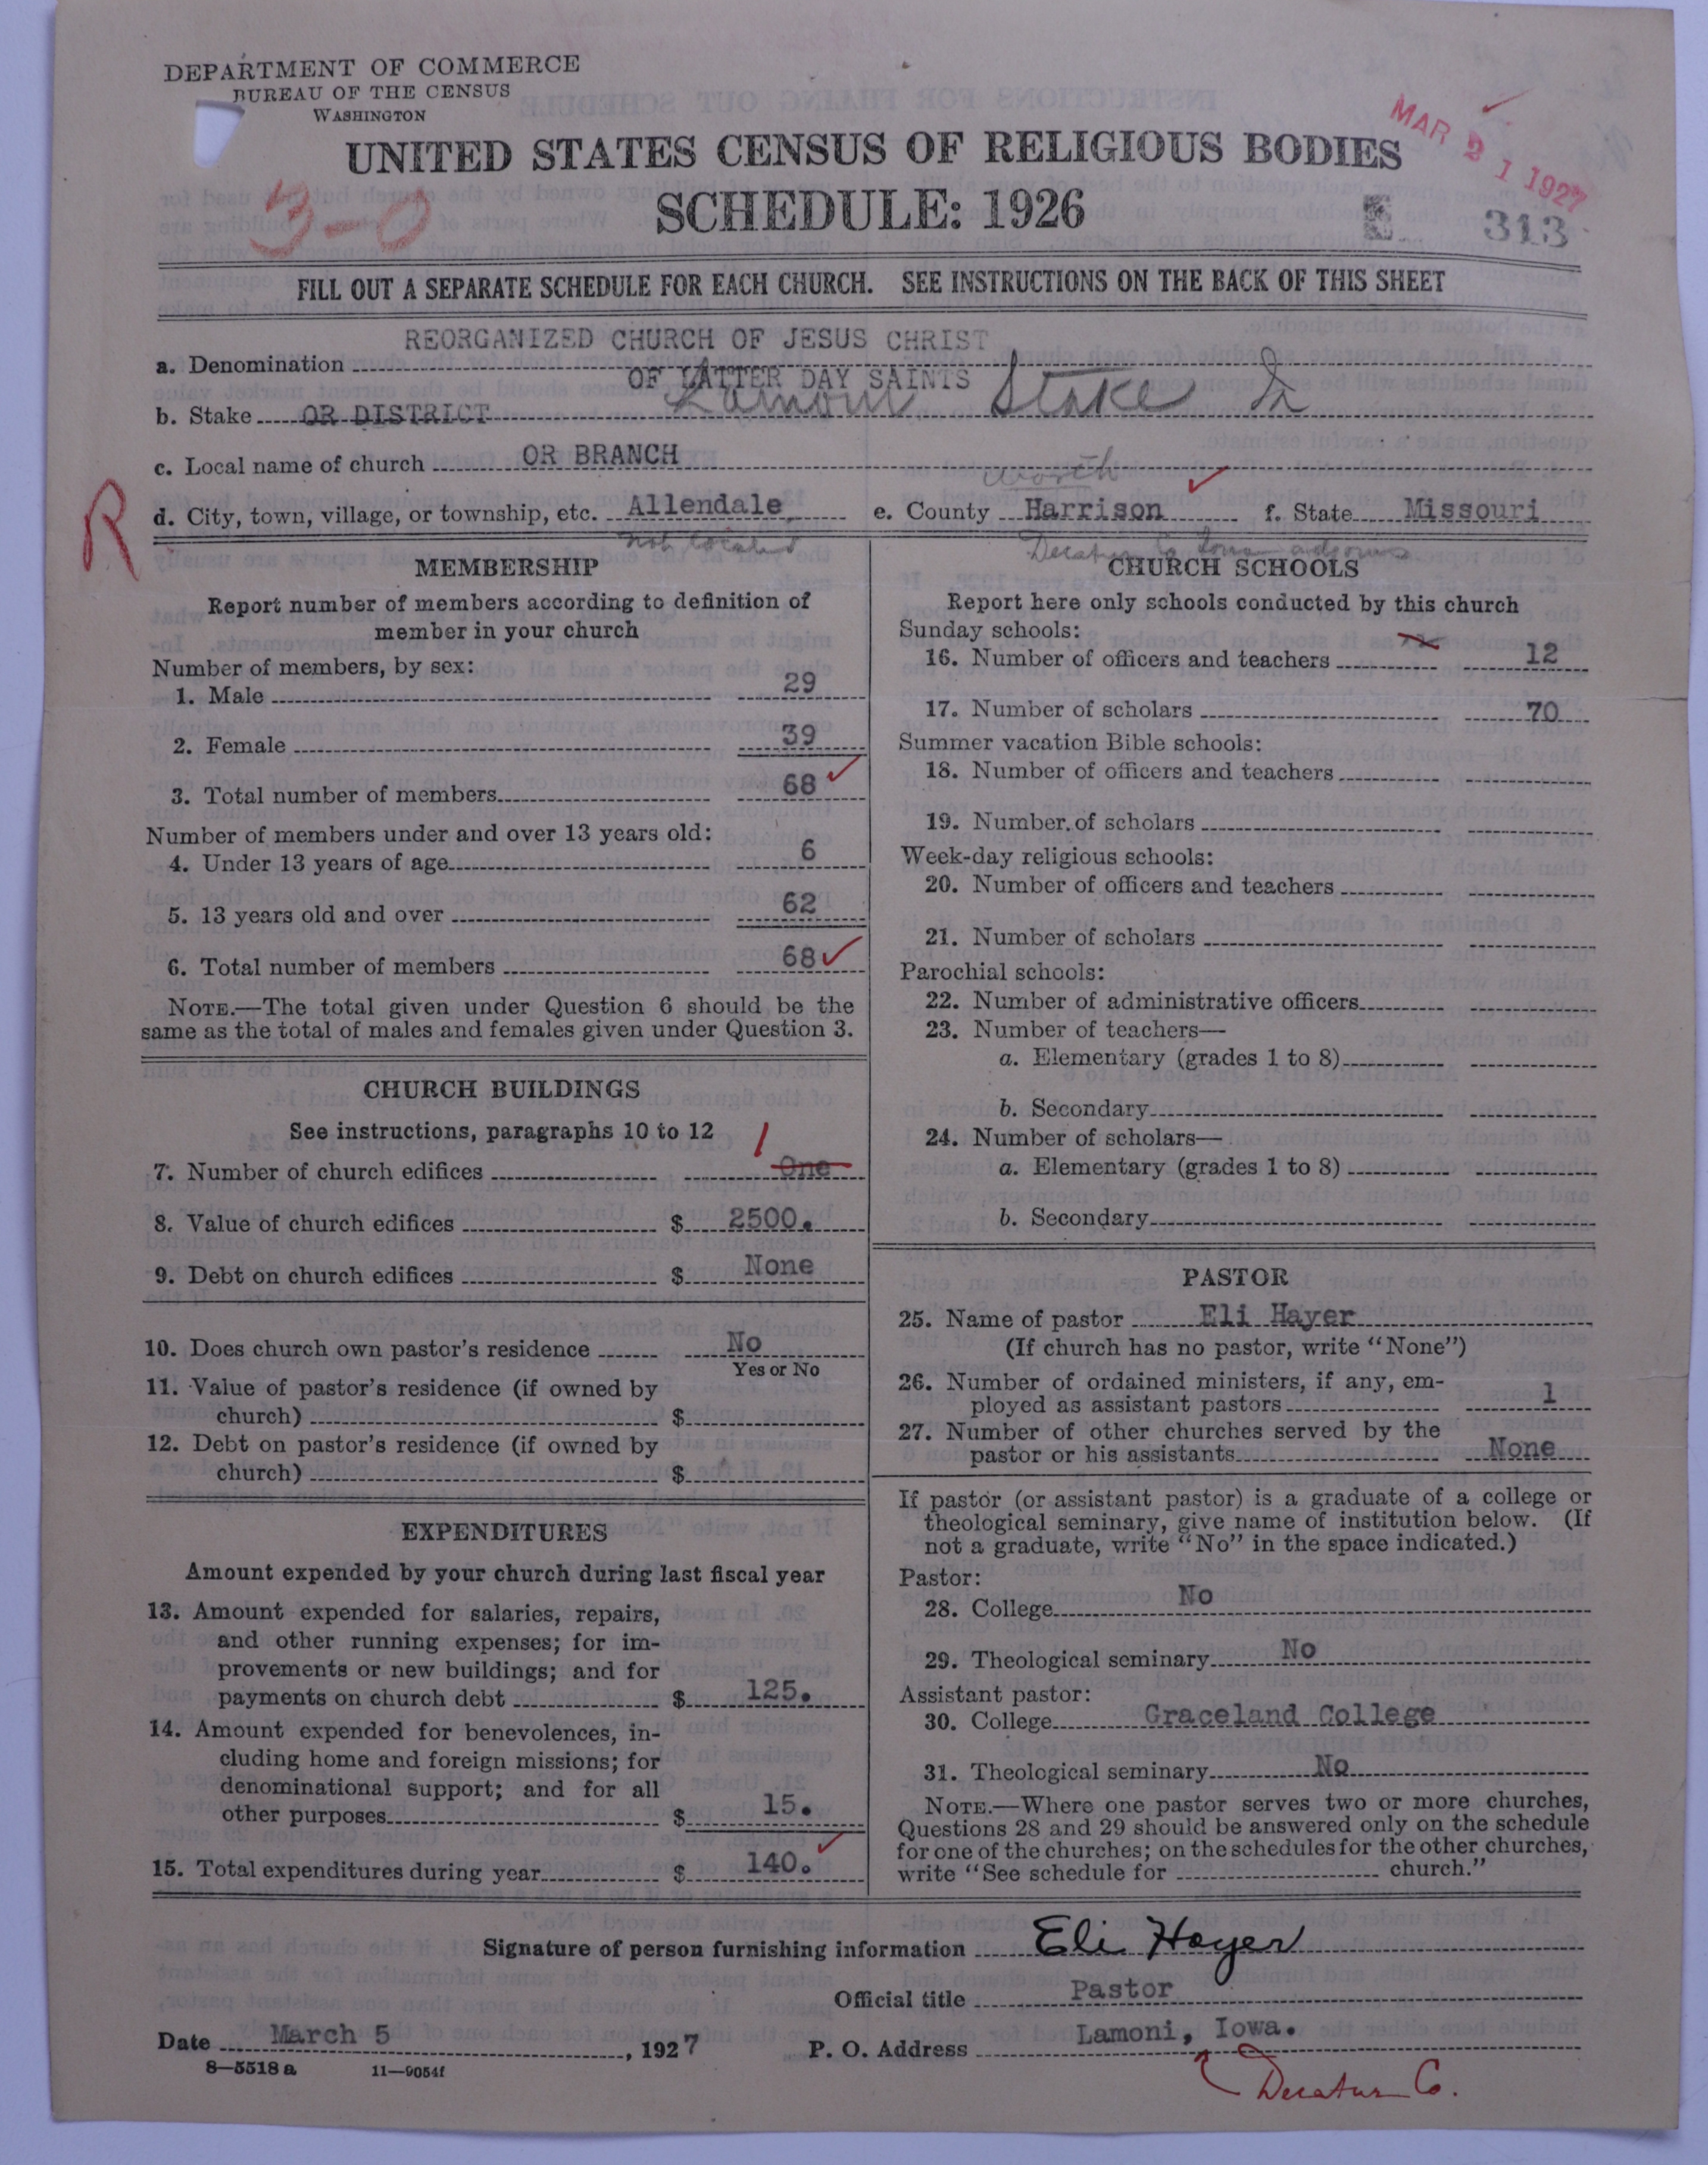 DEPARTMENT OF COMMERCE
BUREAU OF THE CENSUS
WASHINGTON
UNITED STATES CENSUS OF RELIGIOUS BODIES
SCHEDULE: 1926
MAR 21 1927
313
3-0
FILL OUT A SEPARATE SCHEDULE FOR EACH CHURCH. SEE INSTRUCTIONS ON THE BACK OF THIS SHEET
REORGANIZED CHURCH OF JESUS CHRIST
a. Denomination
OF LATTER DAY SAINTS
b. Stake OR DISTRICT Lamoni Stake Ia
c. Local name of church OR BRANCH
Worth
R
d. City, town, village, or township, etc. Allendale, e. County Harrison f. State Missouri
not located
Decatur Co Iowa adjoins
MEMBERSHIP
Report number of members according to definition of
member in your church
Number of members, by sex:
1. Male 29
2. Female 39
3. Total number of members 68
Number of members under and over 13 years old:
4. Under 13 years of age 6
5. 13 years old and over 62
6. Total number of members 68
NOTE.—The total given under Question 6 should be the
same as the total of males and females given under Question 3.
CHURCH BUILDINGS
See instructions, paragraphs 10 to 12
1
7. Number of church edifices One
8. Value of church edifices $ 2500.
9. Debt on church edifices $ None
10. Does church own pastor's residence No
Yes or No
11. Value of pastor's residence (if owned by
church) $
12. Debt on pastor's residence (if owned by
church) $
EXPENDITURES
Amount expended by your church during last fiscal year
13. Amount expended for salaries, repairs,
and other running expenses; for im-
provements or new buildings; and for
payments on church debt $ 125.
14. Amount expended for benevolences, in-
cluding home and foreign missions; for
denominational support; and for all
other purposes $ 15.
15. Total expenditures during year $ 140.
CHURCH SCHOOLS
Report here only schools conducted by this church
Sunday schools:
16. Number of officers and teachers 12
17. Number of scholars 70
Summer vacation Bible schools:
18. Number of officers and teachers
19. Number of scholars
Week-day religious schools:
20. Number of officers and teachers
21. Number of scholars
Parochial schools:
22. Number of administrative officers
23. Number of teachers—
a. Elementary (grades 1 to 8)
b. Secondary
24. Number of scholars—
a. Elementary (grades 1 to 8)
b. Secondary
PASTOR
25. Name of pastor Eli Hayer
(If church has no pastor, write "None")
26. Number of ordained ministers, if any, em-
ployed as assistant pastors 1
27. Number of other churches served by the
pastor or his assistants None
If pastor (or assistant pastor) is a graduate of a college or
theological seminary, give name of institution below. (If
not a graduate, write "No" in the space indicated.)
Pastor:
28. College No
29. Theological seminary No
Assistant pastor:
30. College Graceland College
31. Theological seminary No
NOTE.—Where one pastor serves two or more churches,
Questions 28 and 29 should be answered only on the schedule
for one of the churches; on the schedules for the other churches,
write "See schedule for church."
Signature of person furnishing information Eli Hayer
Official title Pastor
Date March 5, 1927 P. O. Address Lamoni, Iowa.
8—5518 a 11—9054f
Decatur Co.